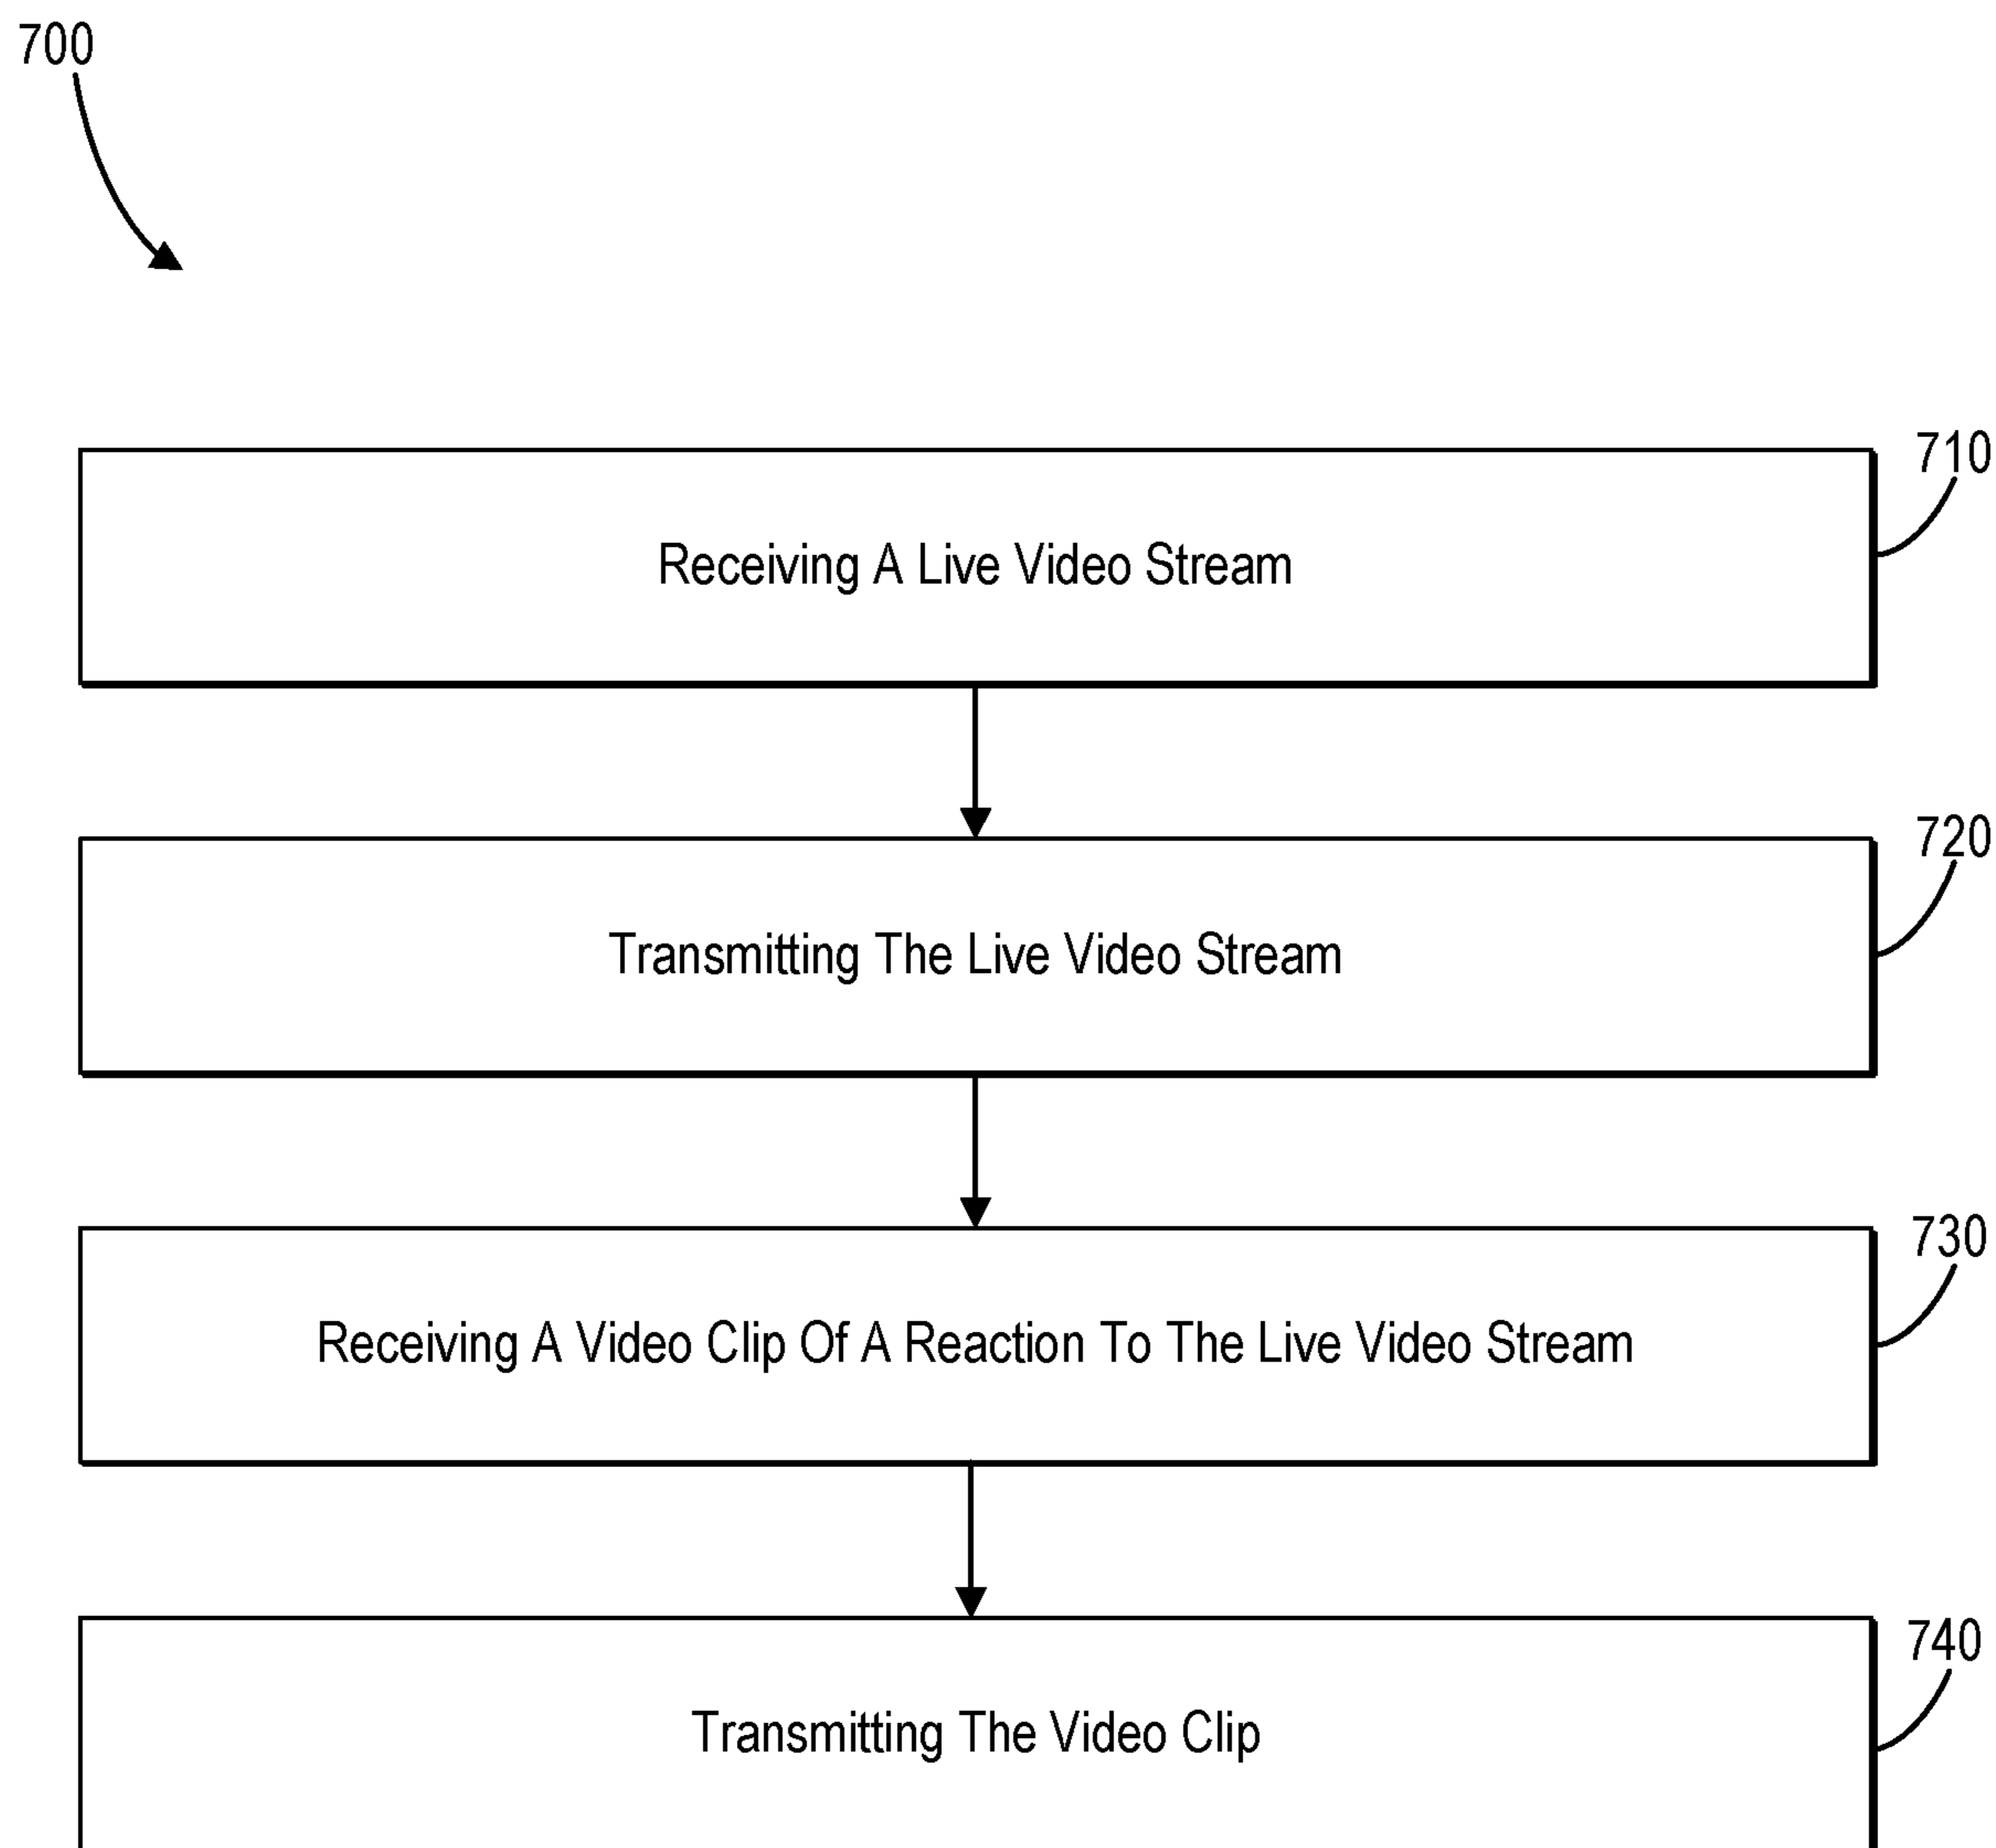 700
710
Receiving A Live Video Stream
720
Transmitting The Live Video Stream
730
Receiving A Video Clip Of A Reaction To The Live Video Stream
740
Transmitting The Video Clip